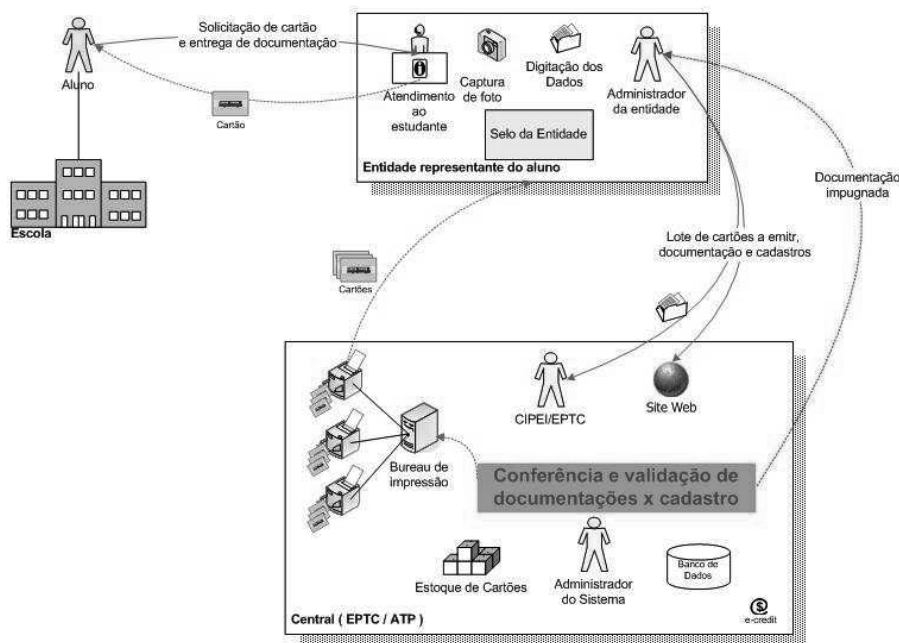 Solicitação de cartão
e entrega de documentação
Aluno
Cartão
Escola
Atendimento
ao
estudante
Captura
de foto
Digitação dos
Dados
Administrador
da entidade
Selo da Entidade
Entidade representante do aluno
Documentação
impugnada
Lote de cartões a emitr,
documentação e cadastros
Cartões
CIPEI/EPTC
Site Web
Bureau de
impressão
Conferência e validação de
documentações x cadastro
Estoque de Cartões
Administrador
do Sistema
Banco de
Dados
Central ( EPTC / ATP )
e-credit